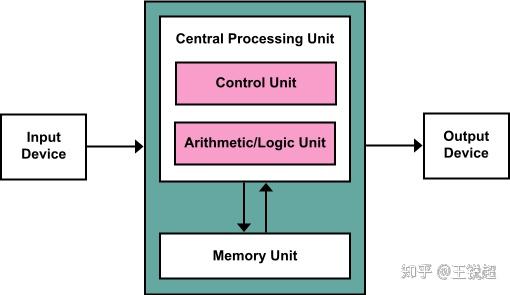 Central Processing Unit
Control Unit
Arithmetic/Logic Unit
Input
Device
Output
Device
Memory Unit
知乎 @王锐超